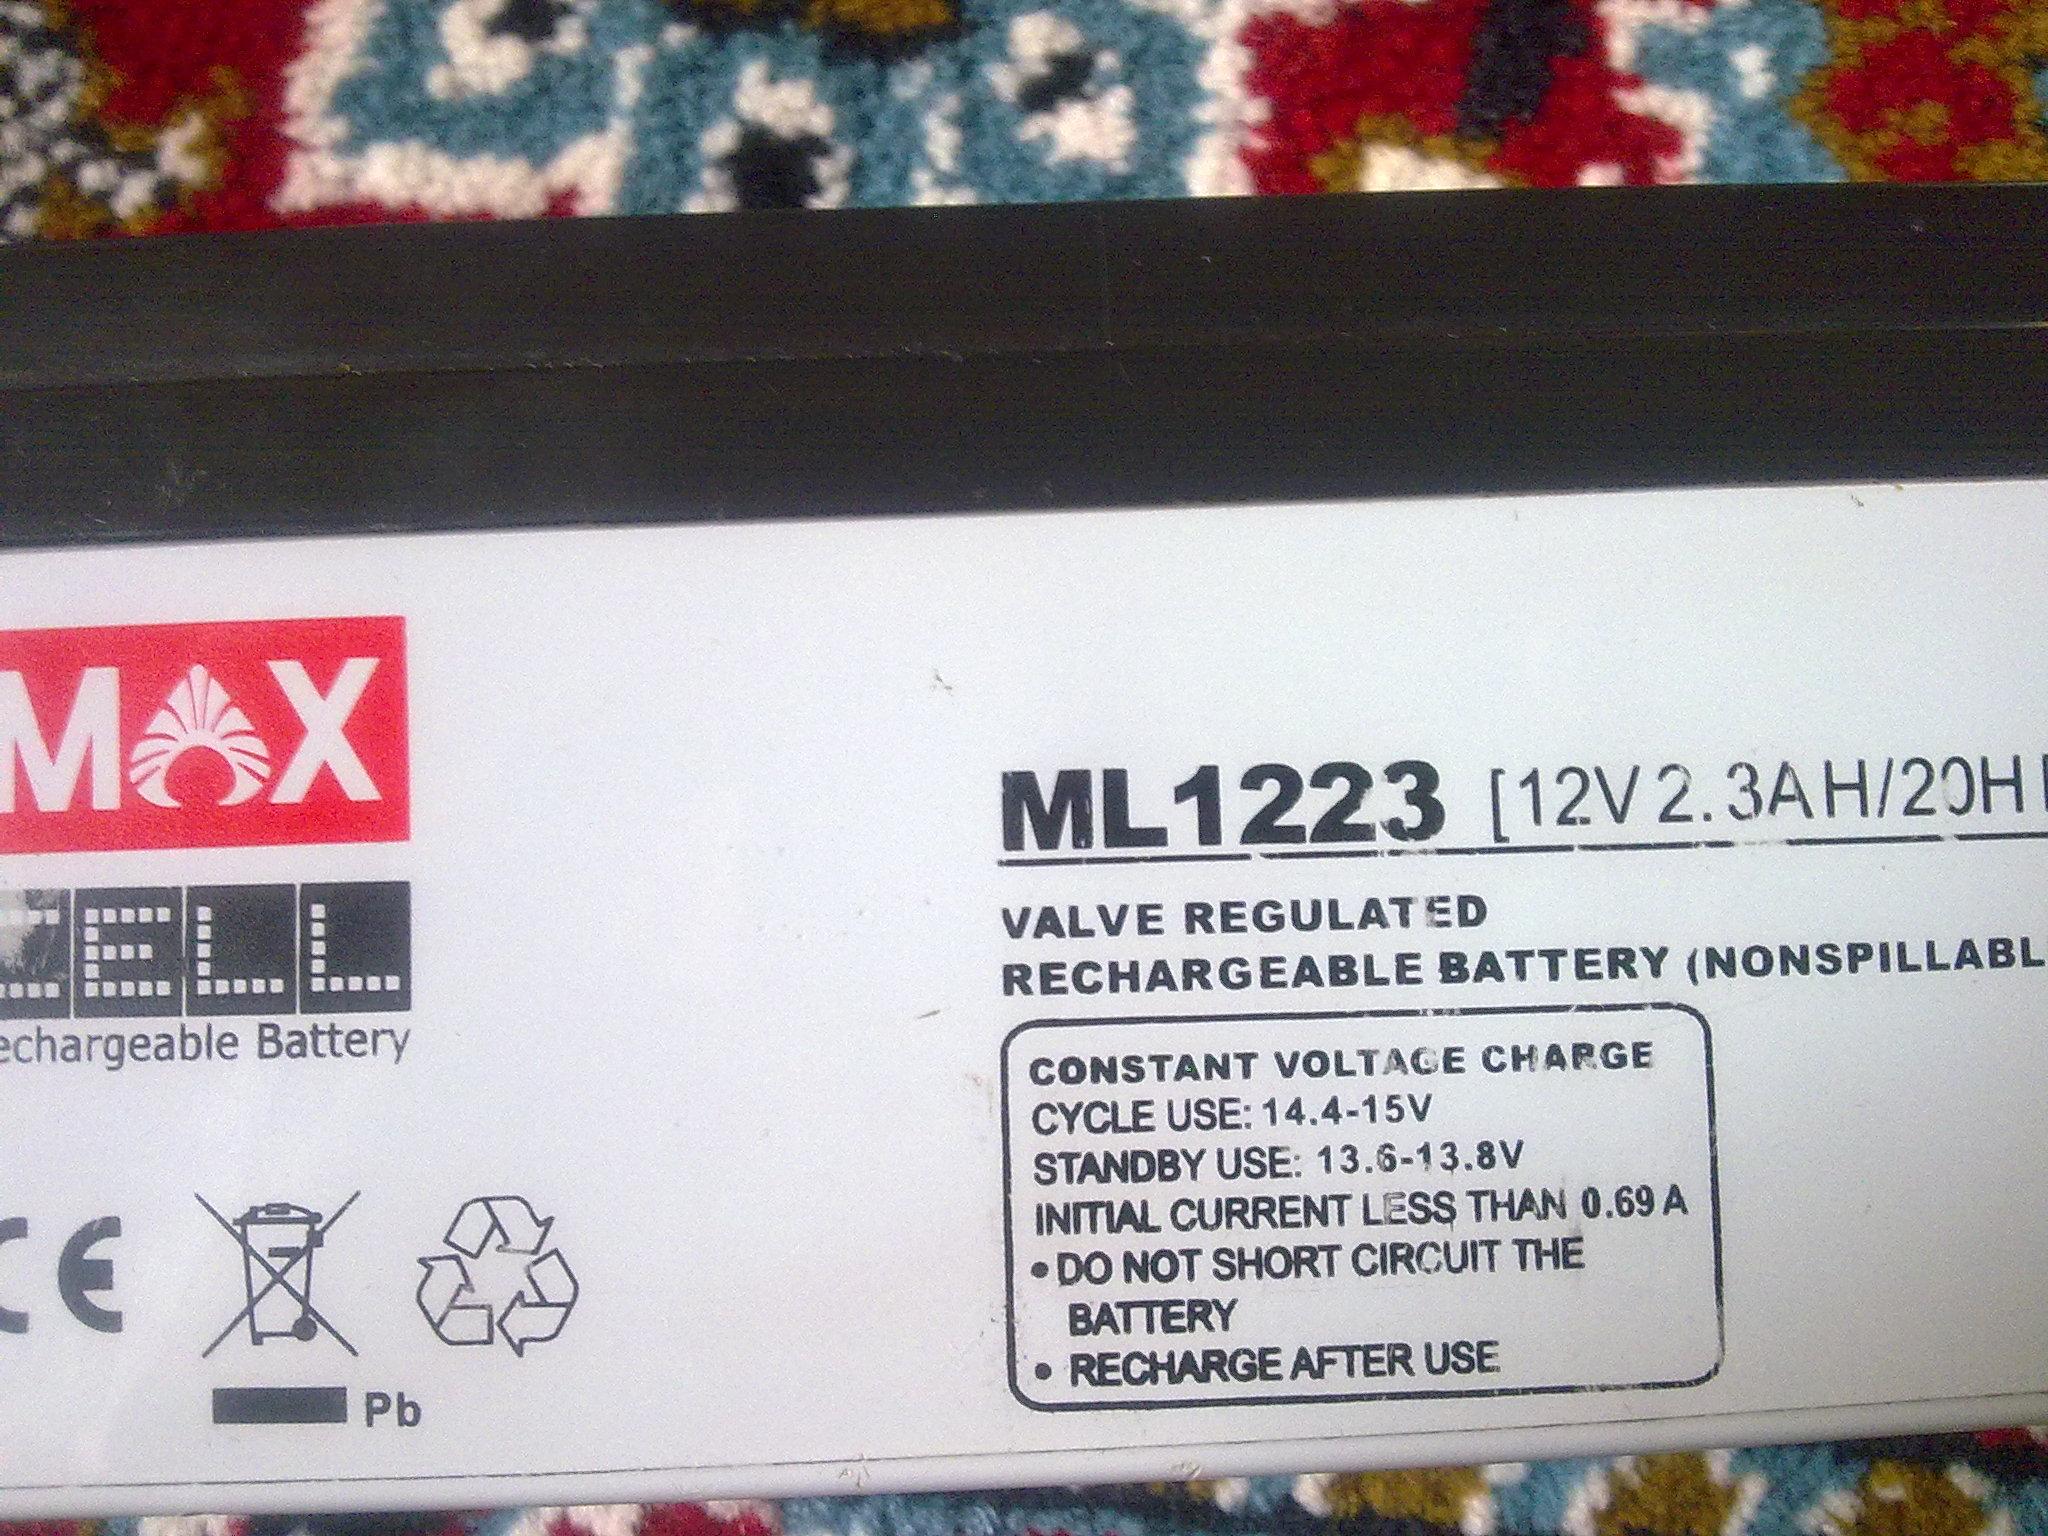 MAX
CELL
echargeable Battery
CE
Pb
ML1223 [12V2.3AH/20H
VALVE REGULATED
RECHARGEABLE BATTERY (NONSPILLABL
CONSTANT VOLTAGE CHARGE
CYCLE USE: 14.4-15V
STANDBY USE: 13.6-13.8V
INITIAL CURRENT LESS THAN 0.69 A
• DO NOT SHORT CIRCUIT THE
BATTERY
• RECHARGE AFTER USE